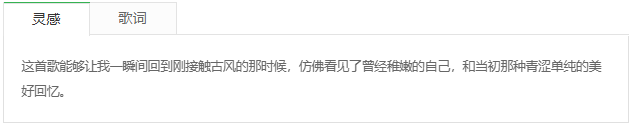 灵感 歌词
这首歌能够让我一瞬间回到刚接触古风的那时候，仿佛看见了曾经稚嫩的自己，和当初那种青涩单纯的美
好回忆。